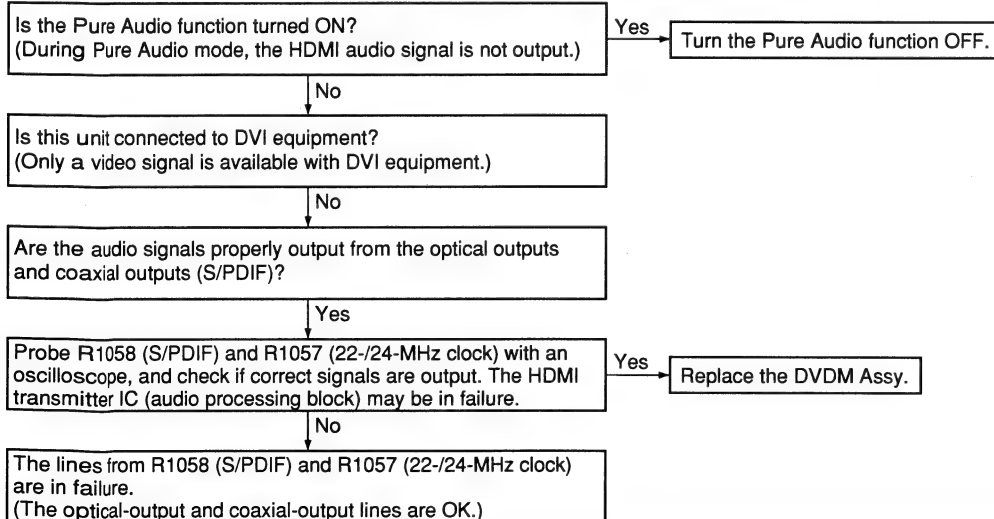 Is the Pure Audio function turned ON?
(During Pure Audio mode, the HDMI audio signal is not output.)
Yes
Turn the Pure Audio function OFF.
No
Is this unit connected to DVI equipment?
(Only a video signal is available with DVI equipment.)
No
Are the audio signals properly output from the optical outputs
and coaxial outputs (S/PDIF)?
Yes
Probe R1058 (S/PDIF) and R1057 (22-/24-MHz clock) with an
oscilloscope, and check if correct signals are output. The HDMI
transmitter IC (audio processing block) may be in failure.
Yes
Replace the DVDM Assy.
No
The lines from R1058 (S/PDIF) and R1057 (22-/24-MHz clock)
are in failure.
(The optical-output and coaxial-output lines are OK.)